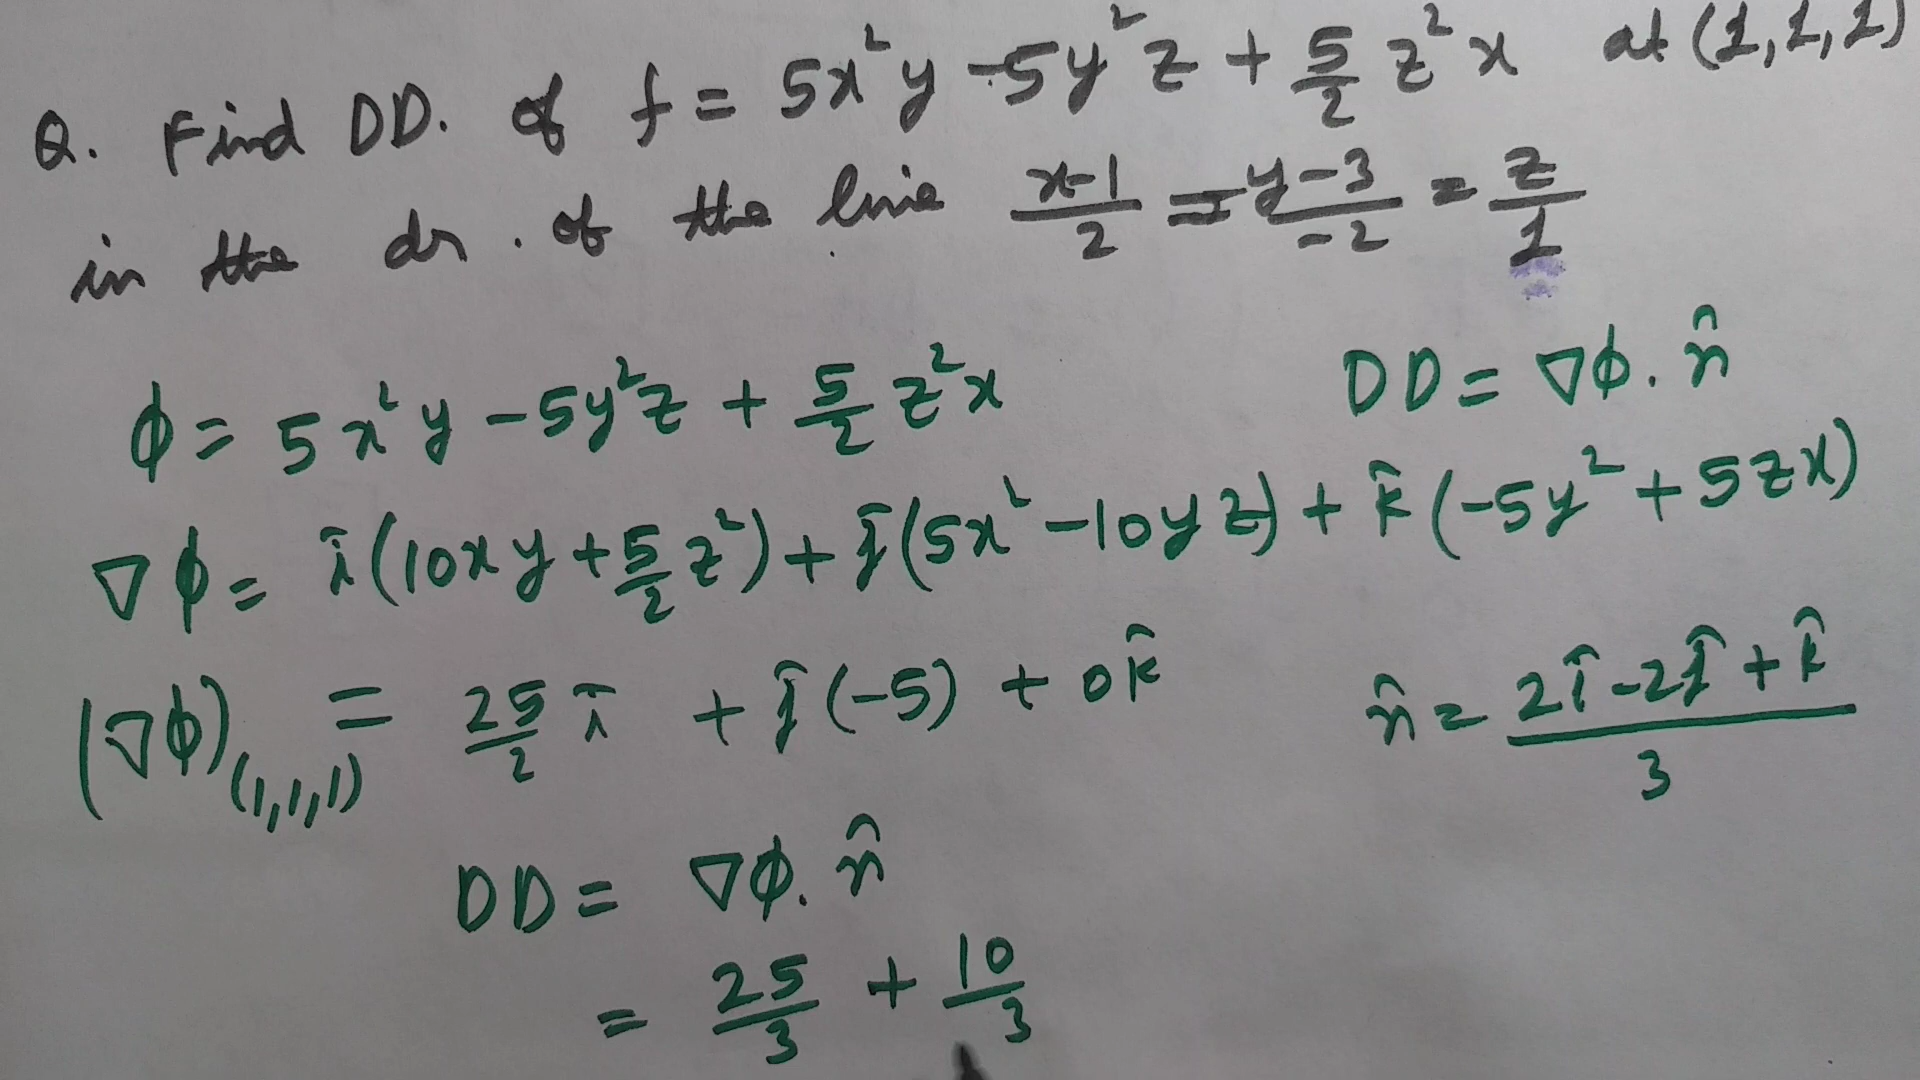 Q. Find DD. of f = 5x²y -5y²z + 5/2 z²x at (1,1,1)
in the dr. of the line x-1/2 = y-3/-2 = z/1
ϕ = 5x²y - 5y²z + 5/2 z²x
DD = ∇ϕ. n̂
∇ϕ = î(10xy + 5/2 z²) + ĵ(5x² - 10yz) + k̂(-5y² + 5zx)
(∇ϕ)(1,1,1) = 25/2 î + ĵ(-5) + 0k̂
n̂ = 2î - 2ĵ + k̂/3
DD = ∇ϕ. n̂
= 25/3 + 10/3